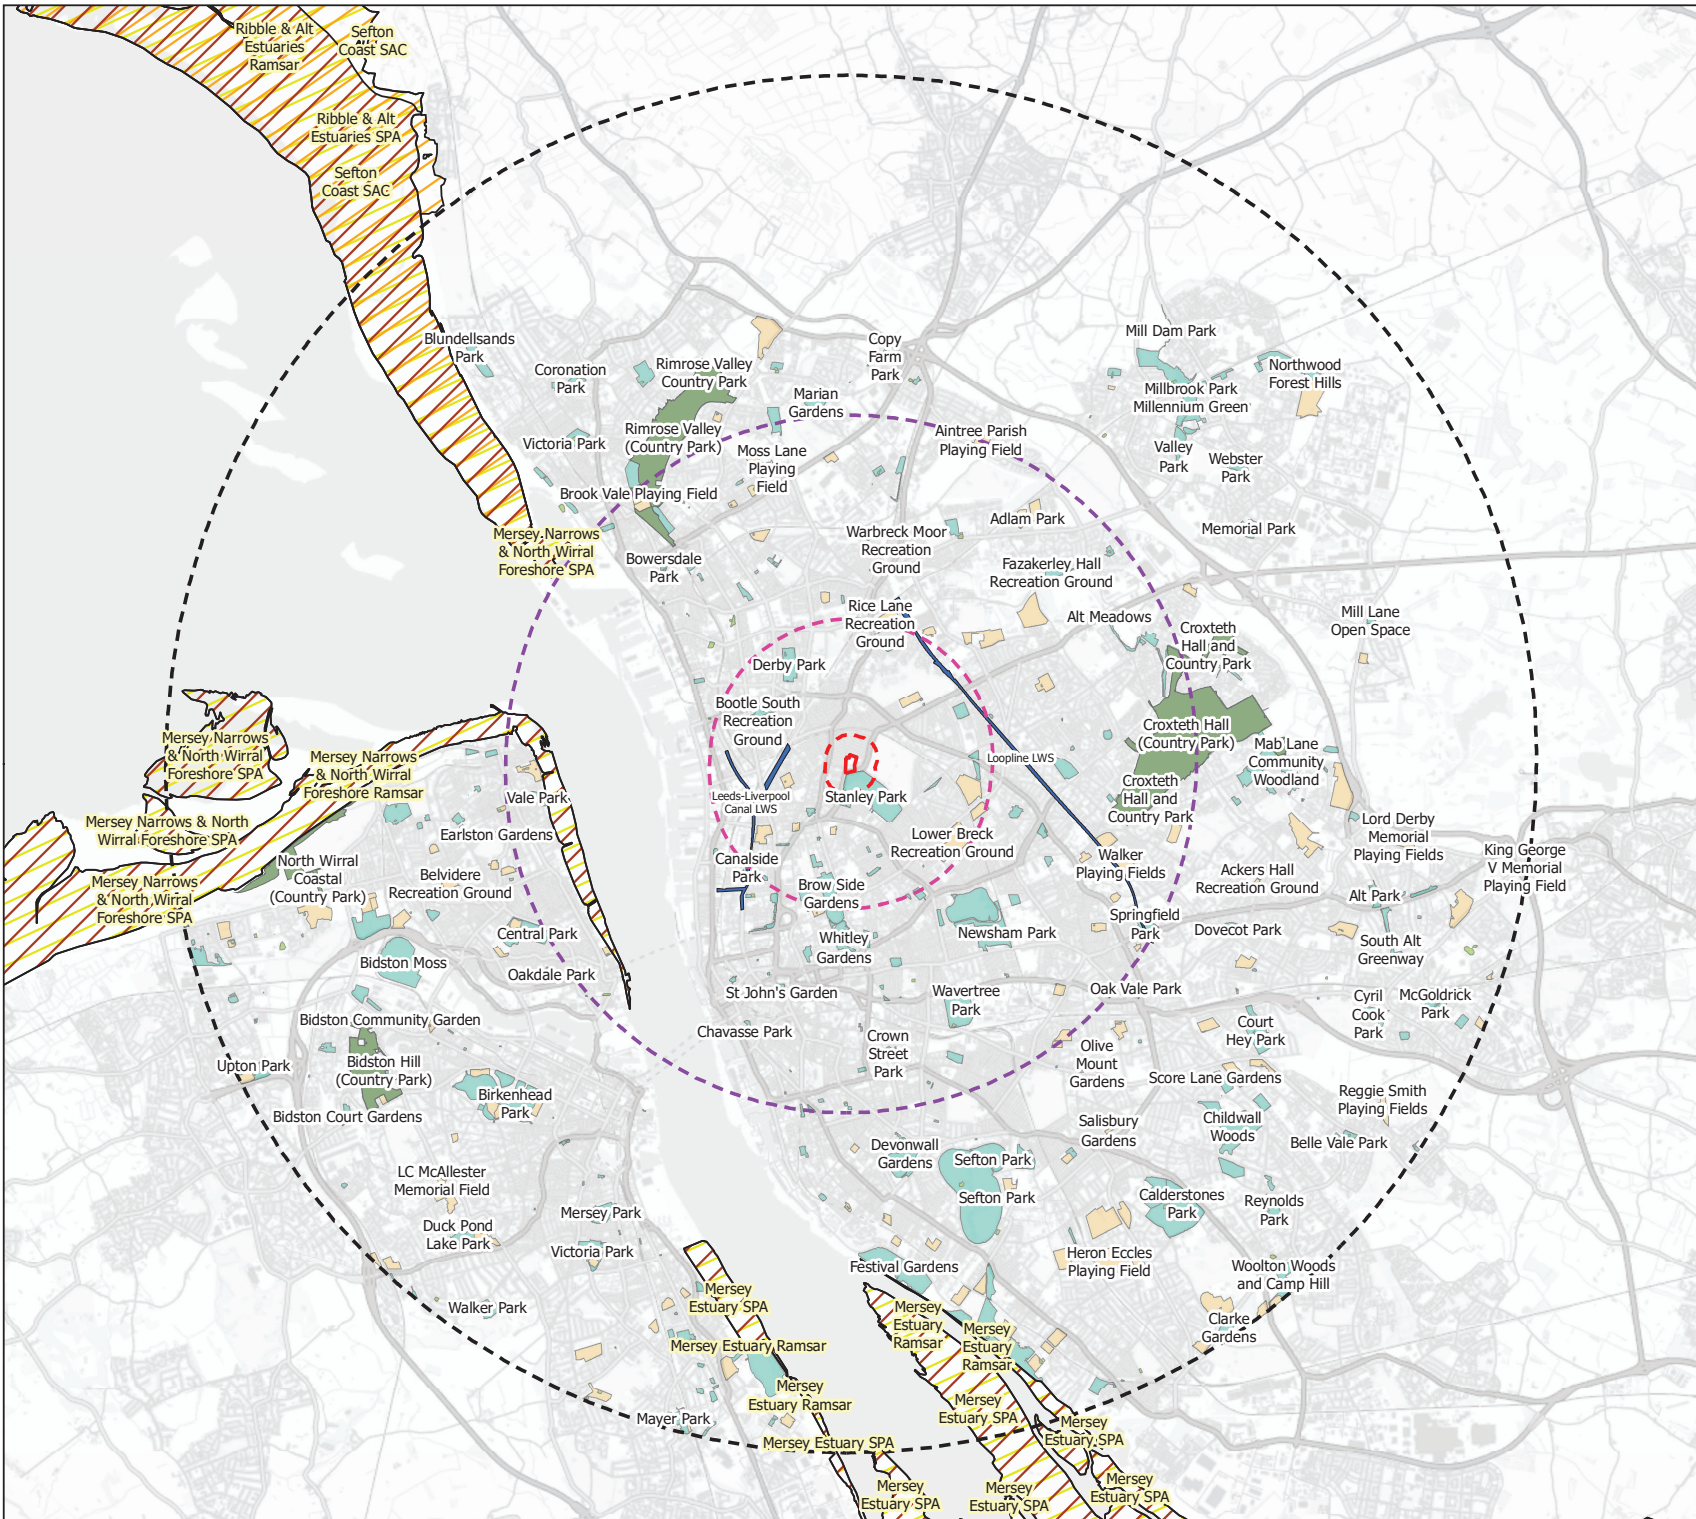 Ribble & Alt
Estuaries
Ramsar
Sefton
Coast SAC
Ribble & Alt
Estuaries SPA
Sefton
Coast SAC
Blundellsands
Park
Coronation
Park
Rimrose Valley
Country Park
Copy
Farm
Park
Mill Dam Park
Northwood
Forest Hills
Millbrook Park
Millennium Green
Marian
Gardens
Victoria Park
Rimrose Valley
(Country Park)
Moss Lane
Playing
Field
Aintree Parish
Playing Field
Valley
Park
Webster
Park
Brook Vale Playing Field
Adlam Park
Memorial Park
Mersey Narrows
& North Wirral
Foreshore SPA
Bowersdale
Park
Warbreck Moor
Recreation
Ground
Fazakerley Hall
Recreation Ground
Rice Lane
Recreation
Ground
Alt Meadows
Mill Lane
Open Space
Croxteth
Hall and
Country Park
Derby Park
Bootle South
Recreation
Ground
Croxteth Hall
(Country Park)
Mab Lane
Community
Woodland
Loopline LWS
Mersey Narrows
& North Wirral
Foreshore SPA
Mersey Narrows
& North Wirral
Foreshore Ramsar
Vale Park
Leeds-Liverpool
Canal LWS
Stanley Park
Croxteth
Hall and
Country Park
Mersey Narrows & North
Wirral Foreshore SPA
Earlston Gardens
Lower Breck
Recreation Ground
Lord Derby
Memorial
Playing Fields
King George
V Memorial
Playing Field
North Wirral
Coastal
(Country Park)
Belvidere
Recreation Ground
Canalside
Park
Walker
Playing Fields
Ackers Hall
Recreation Ground
Mersey Narrows
& North Wirral
Foreshore SPA
Brow Side
Gardens
Alt Park
Springfield
Park
Dovecot Park
Central Park
Whitley
Gardens
Newsham Park
South Alt
Greenway
Bidston Moss
Oakdale Park
St John's Garden
Wavertree
Park
Oak Vale Park
Cyril
Cook
Park
McGoldrick
Park
Bidston Community Garden
Chavasse Park
Crown
Street
Park
Court
Hey Park
Upton Park
Bidston Hill
(Country Park)
Olive
Mount
Gardens
Score Lane Gardens
Birkenhead
Park
Reggie Smith
Playing Fields
Bidston Court Gardens
Salisbury
Gardens
Childwall
Woods
Belle Vale Park
Devonwall
Gardens
Sefton Park
LC McAllester
Memorial Field
Sefton Park
Calderstones
Park
Reynolds
Park
Mersey Park
Duck Pond
Lake Park
Victoria Park
Festival Gardens
Heron Eccles
Playing Field
Woolton Woods
and Camp Hill
Mersey
Estuary SPA
Walker Park
Mersey
Estuary
Ramsar
Mersey
Estuary
Ramsar
Clarke
Gardens
Mersey Estuary Ramsar
Mersey
Estuary Ramsar
Mersey
Estuary SPA
Mayer Park
Mersey
Estuary SPA
Mersey Estuary SPA
Mersey
Estuary SPA
Mersey
Estuary SPA
Mersey
Estuary SPA